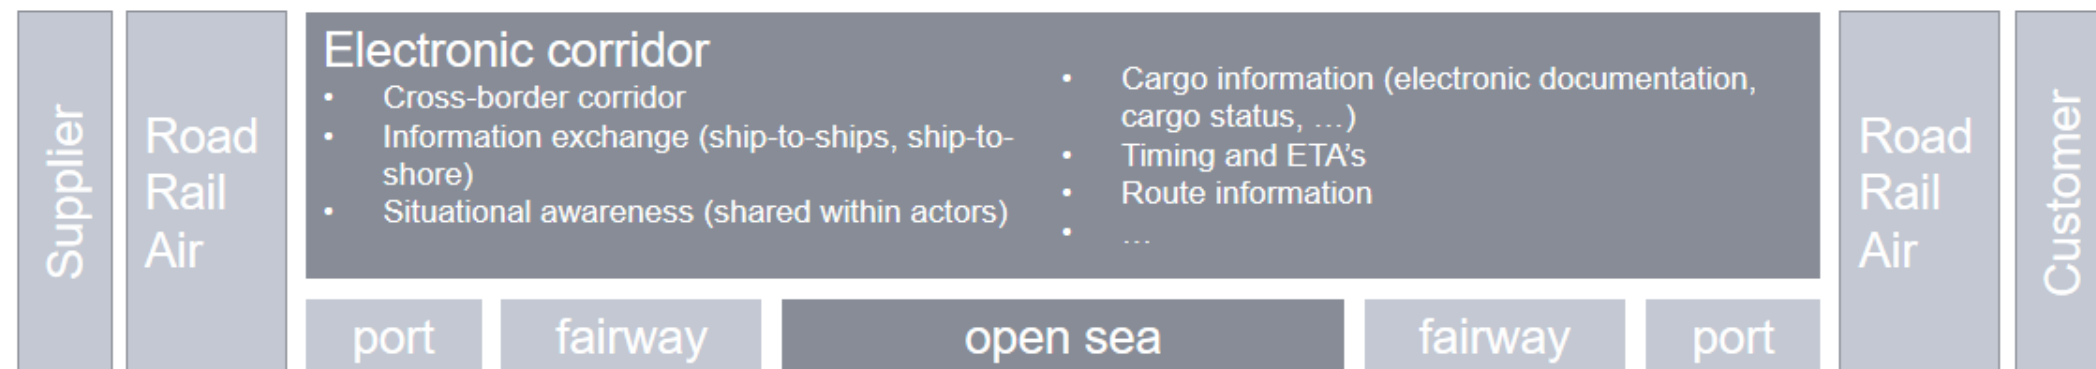 Supplier
Road
Rail
Air
Electronic corridor
• Cross-border corridor
• Information exchange (ship-to-ships, ship-to-
shore)
• Situational awareness (shared within actors)
• Cargo information (electronic documentation,
cargo status, …)
• Timing and ETA’s
• Route information
• …
port
fairway
open sea
fairway
port
Road
Rail
Air
Customer